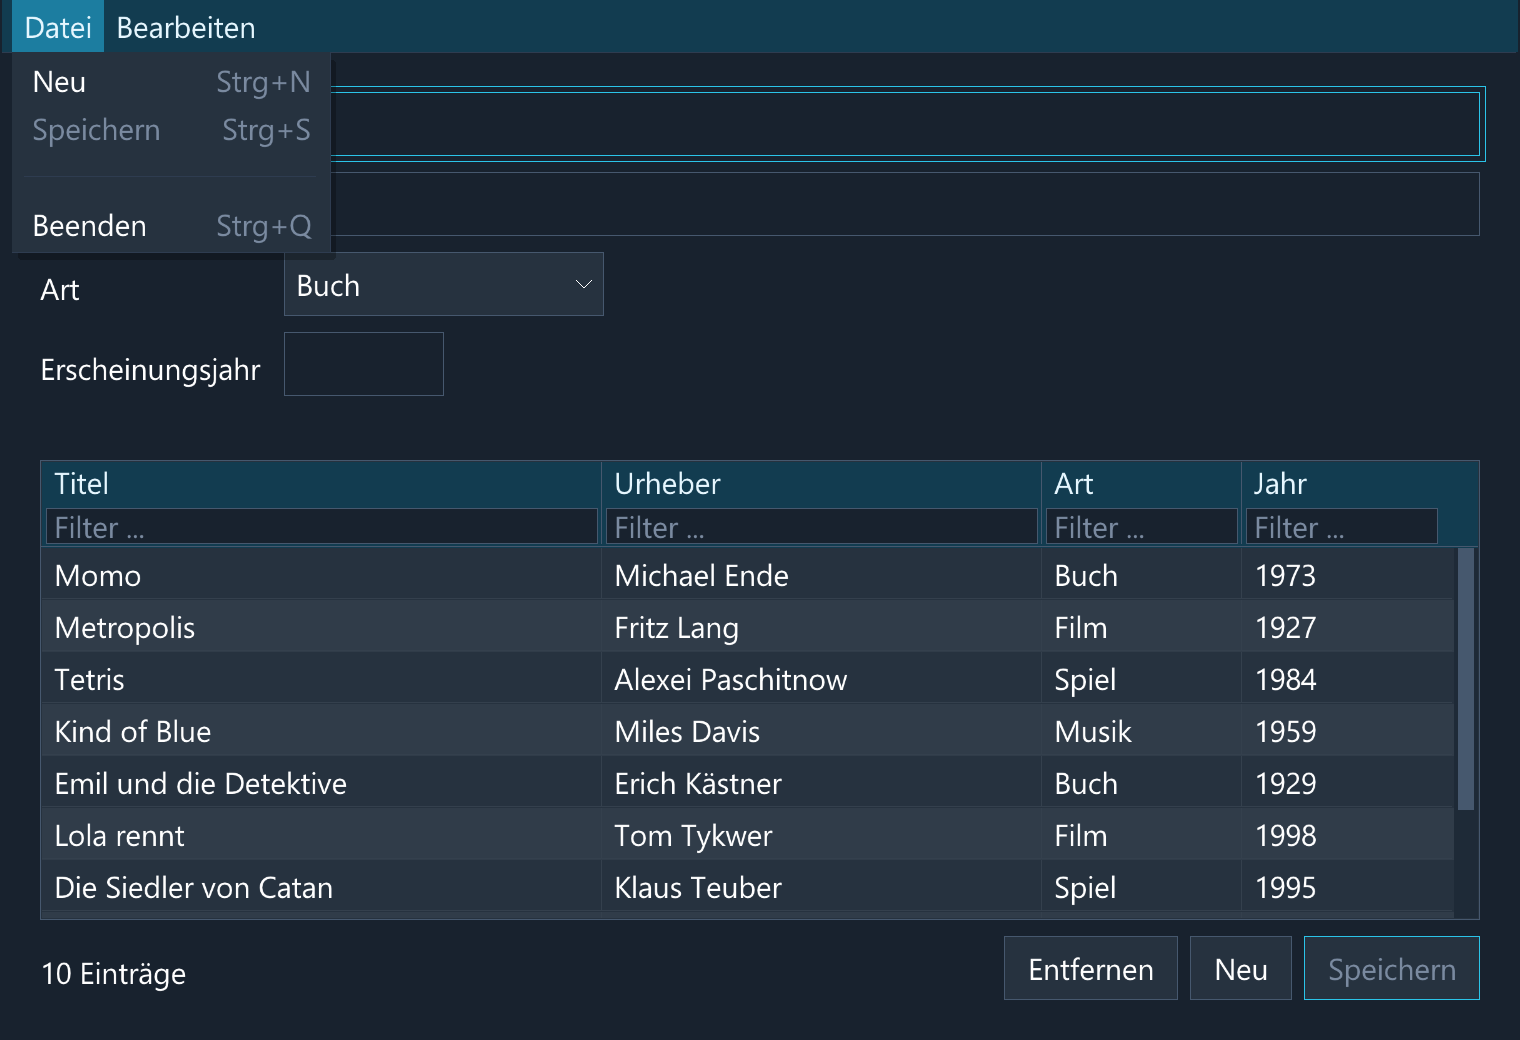 Datei Bearbeiten
Neu Strg+N
Speichern Strg+S
Beenden Strg+Q
Art Buch
Erscheinungsjahr
Titel Urheber Art Jahr
Filter ... Filter ... Filter ... Filter ...
Momo Michael Ende Buch 1973
Metropolis Fritz Lang Film 1927
Tetris Alexei Paschitnow Spiel 1984
Kind of Blue Miles Davis Musik 1959
Emil und die Detektive Erich Kästner Buch 1929
Lola rennt Tom Tykwer Film 1998
Die Siedler von Catan Klaus Teuber Spiel 1995
10 Einträge Entfernen Neu Speichern